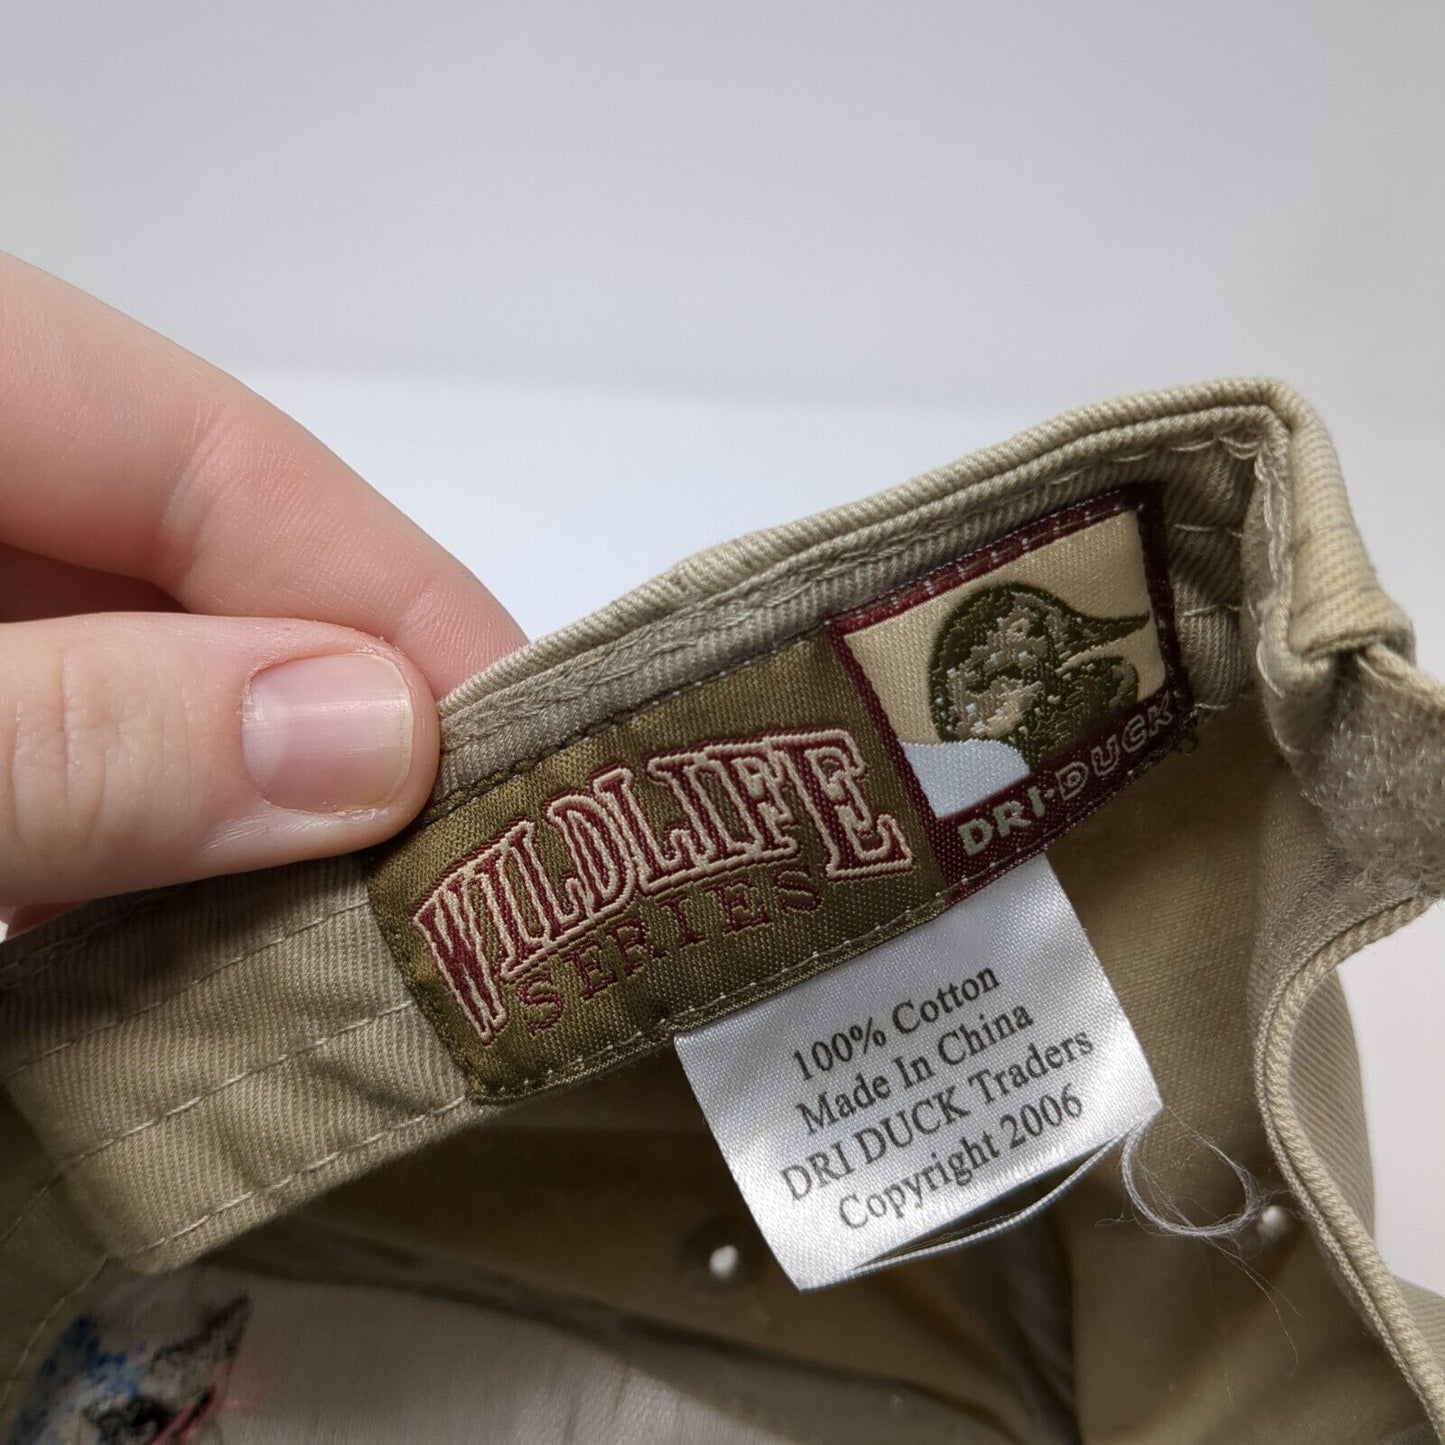 WILDLIFE
SERIES
DRI-DUCK
100% Cotton
Made In China
DRI DUCK Traders
Copyright 2006